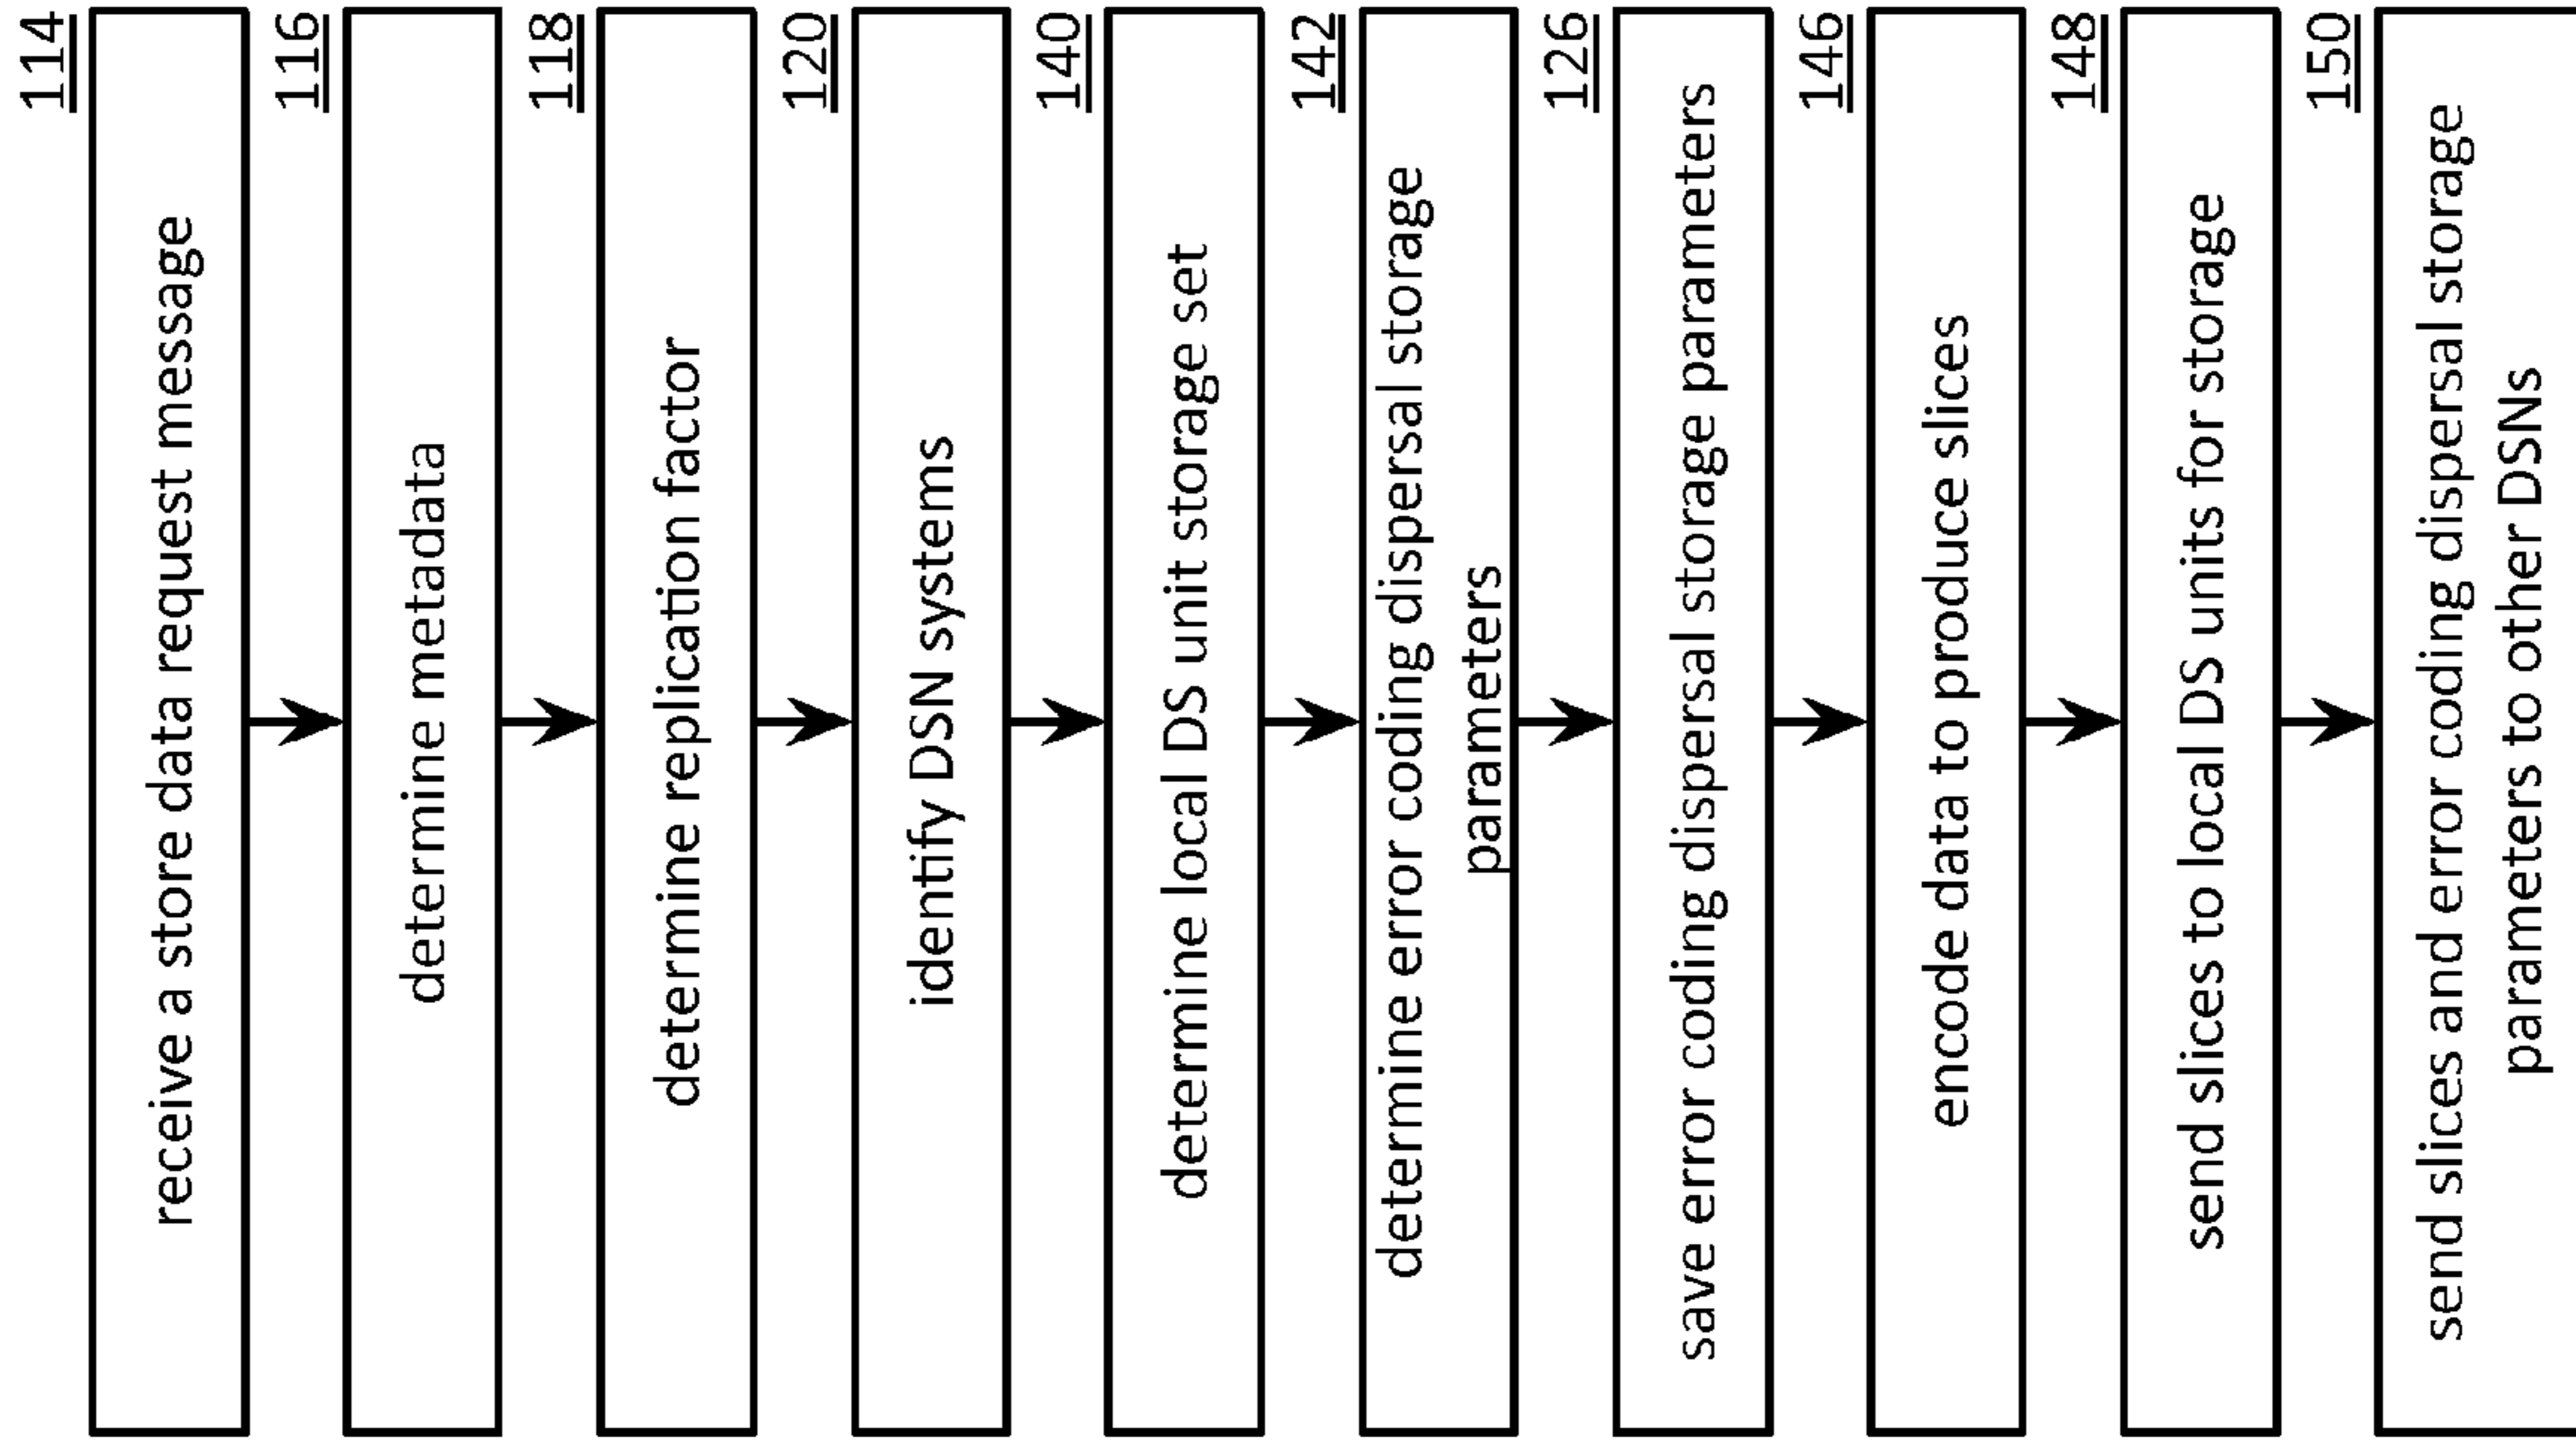 114
receive a store data request message
116
determine metadata
118
determine replication factor
120
identify DSN systems
140
determine local DS unit storage set
142
determine error coding dispersal storage
parameters
126
save error coding dispersal storage parameters
146
encode data to produce slices
148
send slices to local DS units for storage
150
send slices and error coding dispersal storage
parameters to other DSNs